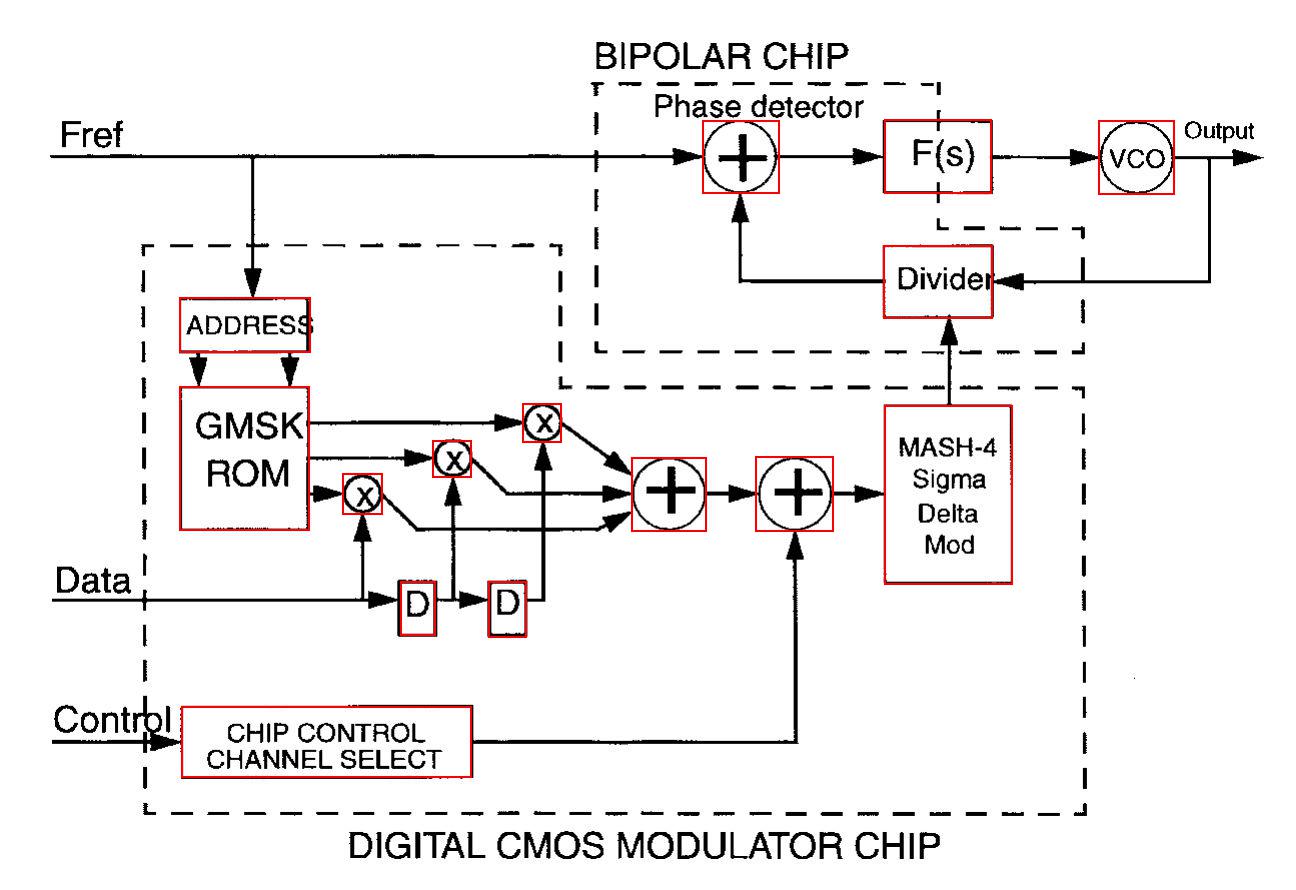 BIPOLAR CHIP
Phase detector
Fref
+
F(s)
VCO
Output
Divider
ADDRESS
GMSK
ROM
X
X
X
+
+
MASH-4
Sigma
Delta
Mod
Data
D
D
Control
CHIP CONTROL
CHANNEL SELECT
DIGITAL CMOS MODULATOR CHIP